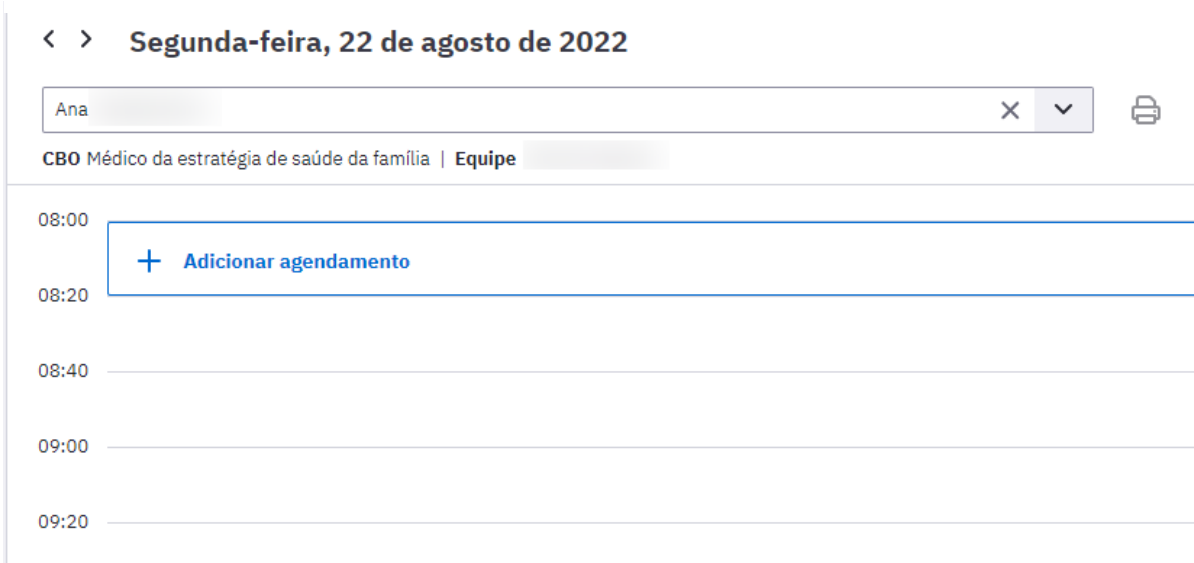 Segunda-feira, 22 de agosto de 2022
Ana
CBO Médico da estratégia de saúde da família | Equipe
08:00
+ Adicionar agendamento
08:20
08:40
09:00
09:20